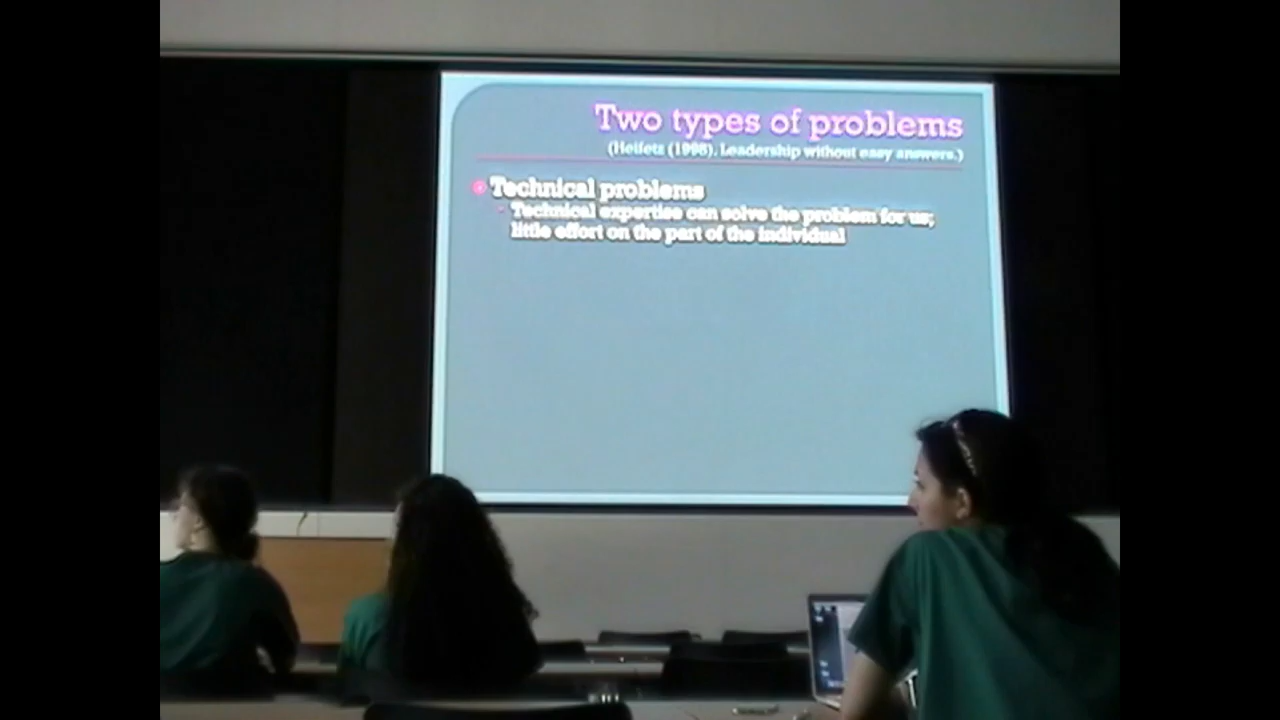 Two types of problems
(Heifetz (1998). Leadership without easy answers.)
Technical problems
Technical expertise can solve the problem for us;
little effort on the part of the individual